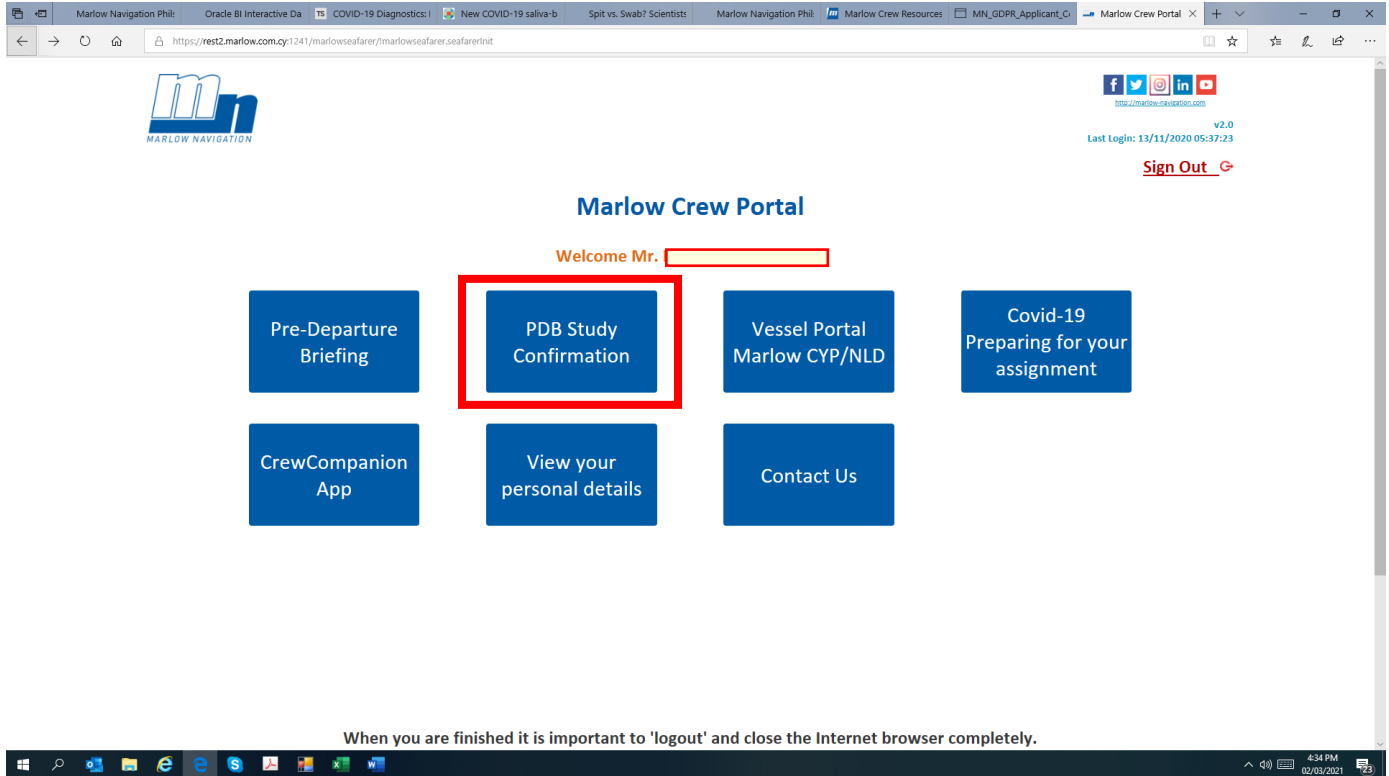 Marlow Navigation Phil:
Oracle BI Interactive Da
TS COVID-19 Diagnostics: I
New COVID-19 saliva-b
Spit vs. Swab? Scientists
Marlow Navigation Phil:
Marlow Crew Resources
MN_GDPR_Applicant_C
Marlow Crew Portal
https://rest2.marlow.com.cy:1241/marlowseafarer/!marlowseafarer.seafarerInit
mn
MARLOW NAVIGATION
http://marlow-navigation.com
v2.0
Last Login: 13/11/2020 05:37:23
Sign Out
Marlow Crew Portal
Welcome Mr.
Pre-Departure
Briefing
PDB Study
Confirmation
Vessel Portal
Marlow CYP/NLD
Covid-19
Preparing for your
assignment
CrewCompanion
App
View your
personal details
Contact Us
When you are finished it is important to 'logout' and close the Internet browser completely.
4:34 PM
02/03/2021
23